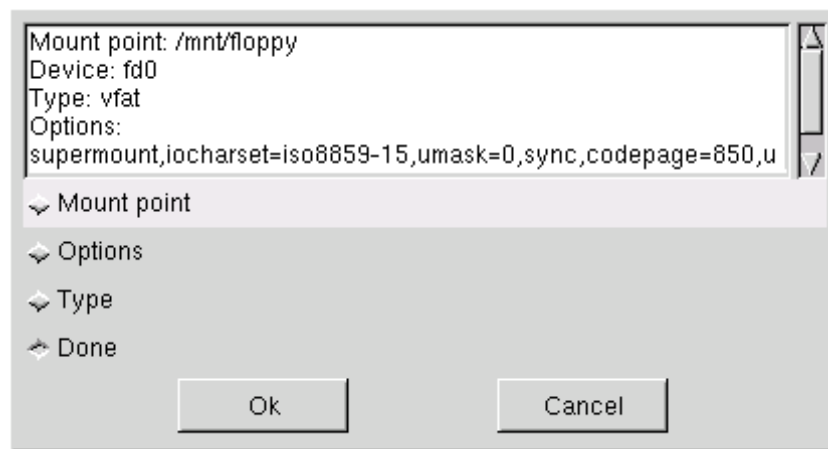 Mount point: /mnt/floppy
Device: fd0
Type: vfat
Options:
supermount,iocharset=iso8859-15,umask=0,sync,codepage=850,u
Mount point
Options
Type
Done
Ok
Cancel